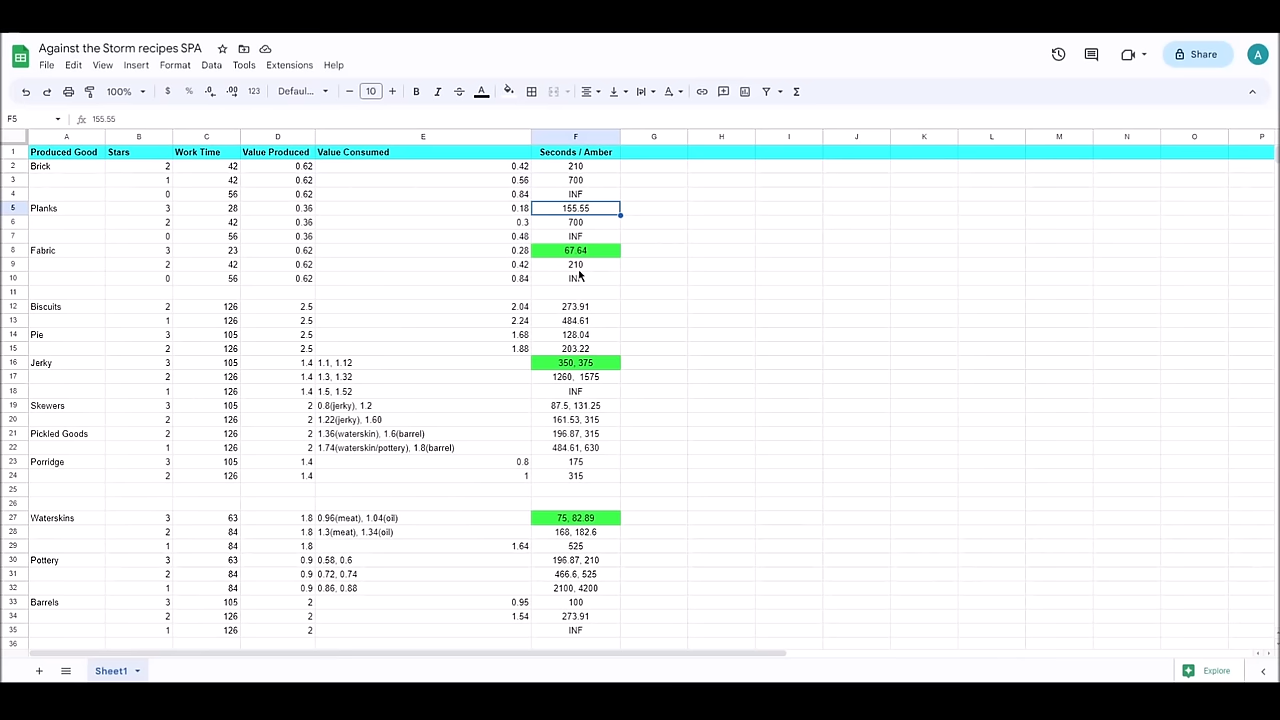 Against the Storm recipes SPA
File Edit View Insert Format Data Tools Extensions Help
Share
A
100% $ % .0 .00 123 Defaul... 10 B I A
F5 155.55
A B C D E F G H I J K L M N O P
1 Produced Good Stars Work Time Value Produced Value Consumed Seconds / Amber
2 Brick 2 42 0.62 0.42 210
3 1 42 0.62 0.56 700
4 0 56 0.62 0.84 INF
5 Planks 3 28 0.36 0.18 155.55
6 2 42 0.36 0.3 700
7 0 56 0.36 0.48 INF
8 Fabric 3 23 0.62 0.28 67.64
9 2 42 0.62 0.42 210
10 0 56 0.62 0.84 INF
11
12 Biscuits 2 126 2.5 2.04 273.91
13 1 126 2.5 2.24 484.61
14 Pie 3 105 2.5 1.68 128.04
15 2 126 2.5 1.88 203.22
16 Jerky 3 105 1.4 1.1, 1.12 350, 375
17 2 126 1.4 1.3, 1.32 1260, 1575
18 1 126 1.4 1.5, 1.52 INF
19 Skewers 3 105 2 0.8(jerky), 1.2 87.5, 131.25
20 2 126 2 1.22(jerky), 1.60 161.53, 315
21 Pickled Goods 2 126 2 1.36(waterskin), 1.6(barrel) 196.87, 315
22 1 126 2 1.74(waterskin/pottery), 1.8(barrel) 484.61, 630
23 Porridge 3 105 1.4 0.8 175
24 2 126 1.4 1 315
25
26
27 Waterskins 3 63 1.8 0.96(meat), 1.04(oil) 75, 82.89
28 2 84 1.8 1.3(meat), 1.34(oil) 168, 182.6
29 1 84 1.8 1.64 525
30 Pottery 3 63 0.9 0.58, 0.6 196.87, 210
31 2 84 0.9 0.72, 0.74 466.6, 525
32 1 84 0.9 0.86, 0.88 2100, 4200
33 Barrels 3 105 2 0.95 100
34 2 126 2 1.54 273.91
35 1 126 2 INF
36
Sheet1
Explore